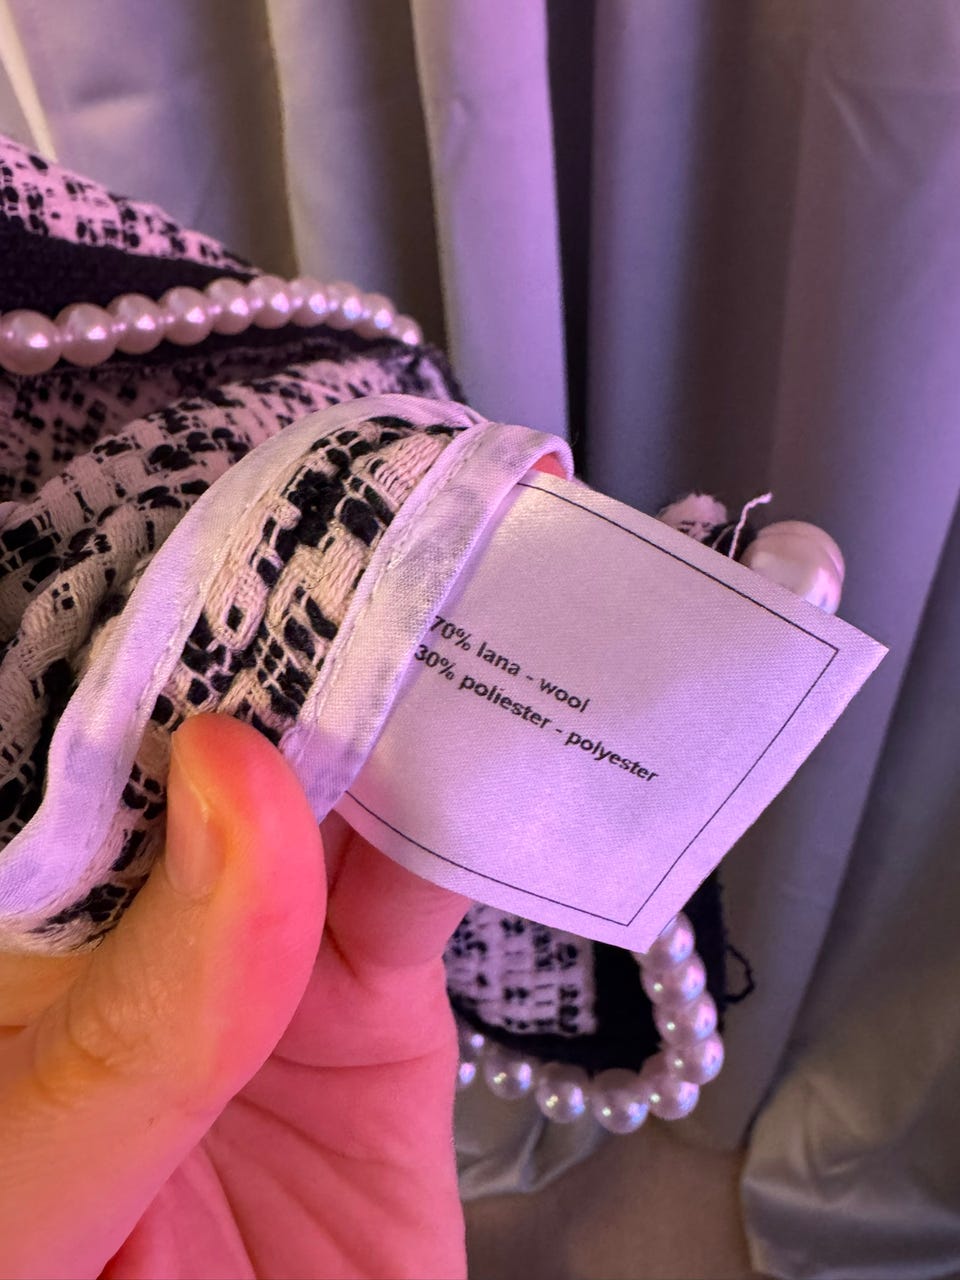 70% lana - wool
30% poliester - polyester